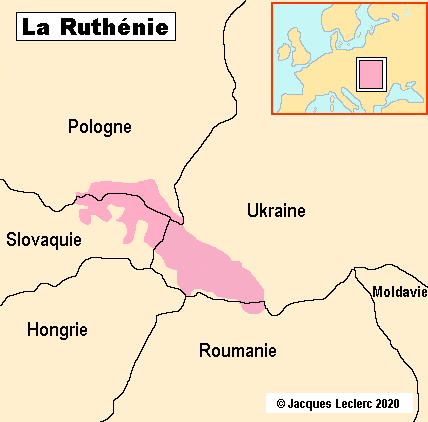 La Ruthénie
Pologne
Ukraine
Slovaquie
Moldavie
Hongrie
Roumanie
© Jacques Leclerc 2020